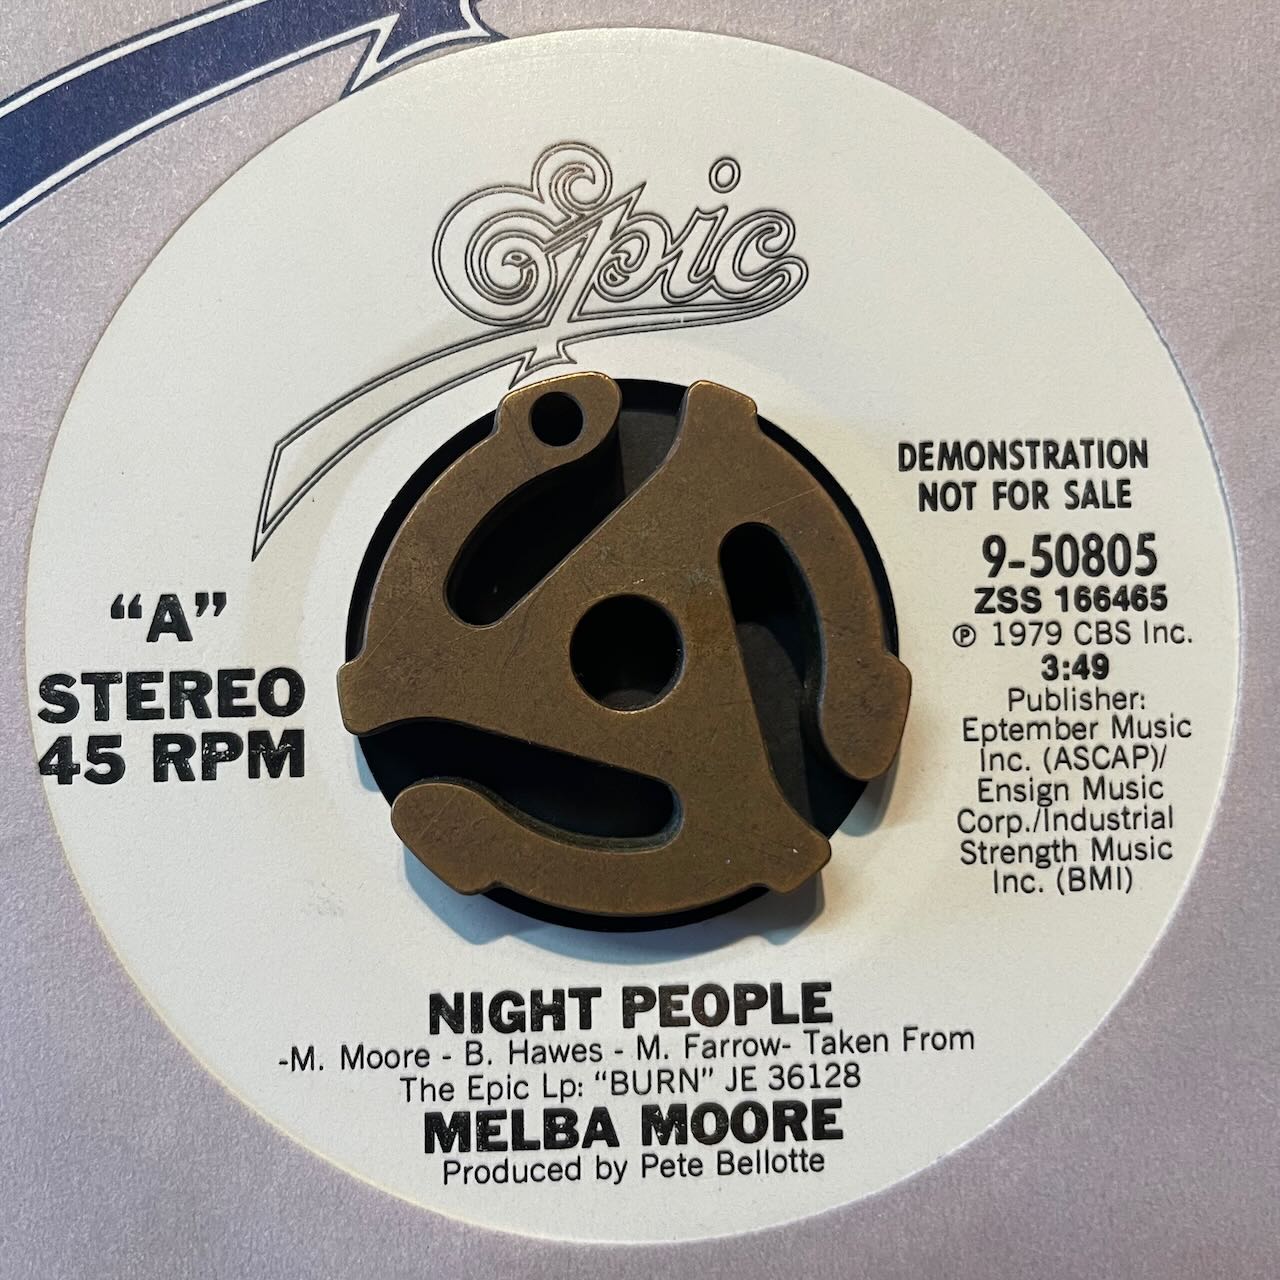 Epic
DEMONSTRATION
NOT FOR SALE
9-50805
ZSS 166465
℗ 1979 CBS Inc.
3:49
Publisher:
Eptember Music
Inc. (ASCAP)/
Ensign Music
Corp./Industrial
Strength Music
Inc. (BMI)
“A”
STEREO
45 RPM
NIGHT PEOPLE
-M. Moore - B. Hawes - M. Farrow- Taken From
The Epic Lp: “BURN” JE 36128
MELBA MOORE
Produced by Pete Bellotte